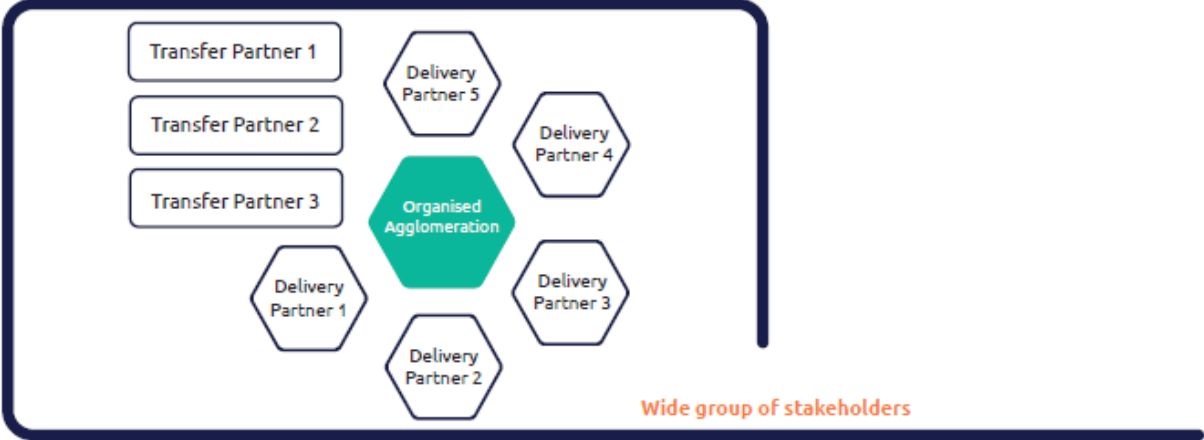 Transfer Partner 1
Transfer Partner 2
Transfer Partner 3
Delivery
Partner 5
Delivery
Partner 4
Organised
Agglomeration
Delivery
Partner 1
Delivery
Partner 3
Delivery
Partner 2
Wide group of stakeholders